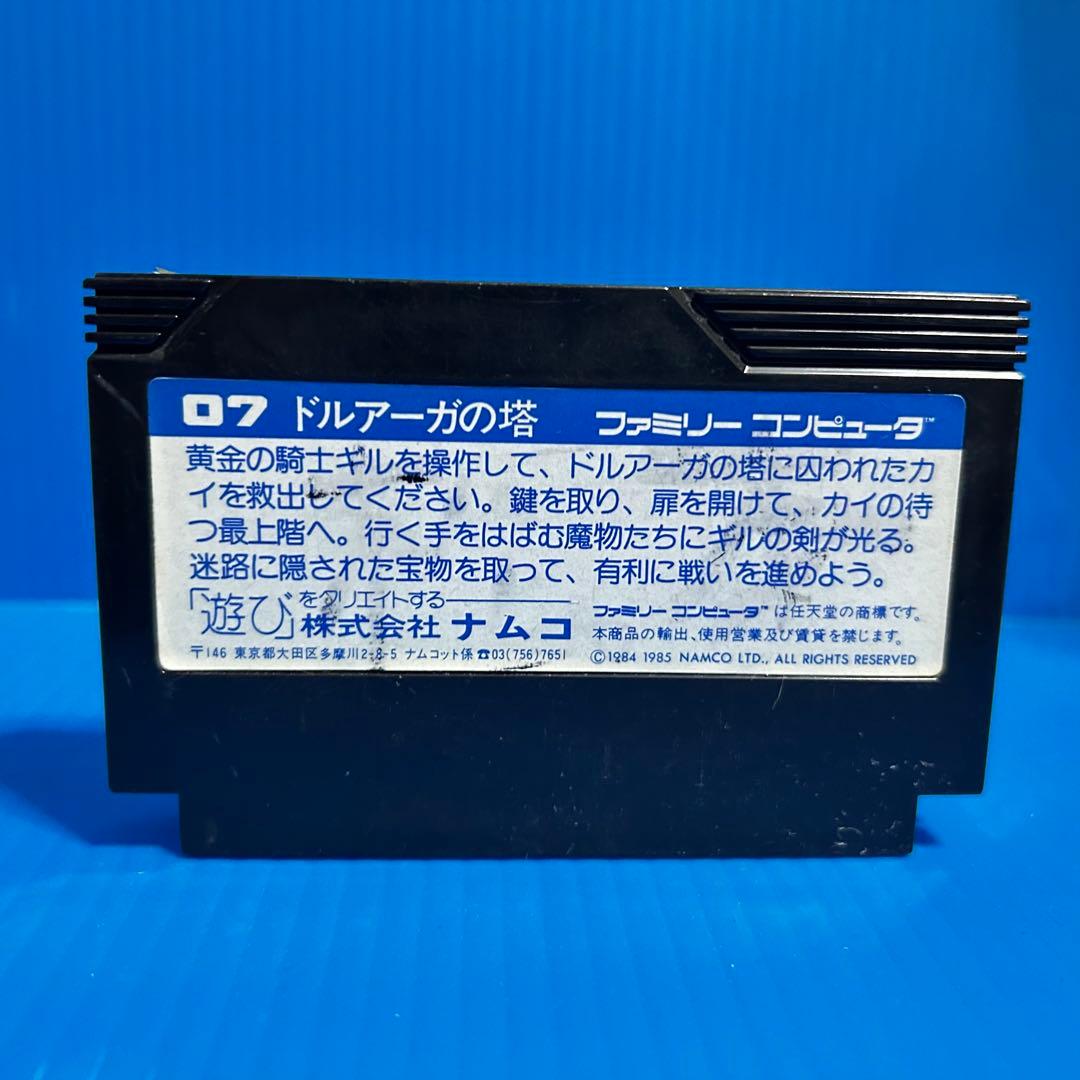 07 ドルアーガの塔 ファミリー コンピュータ™
黄金の騎士ギルを操作して、ドルアーガの塔に囚われたカ
イを救出してください。鍵を取り、扉を開けて、カイの待
つ最上階へ。行く手をはばむ魔物たちにギルの剣が光る。
迷路に隠された宝物を取って、有利に戦いを進めよう。
「遊び」をクリエイトする
株式会社 ナムコ
〒146 東京都大田区多摩川2-8-5 ナムコット係 ☎03(756)7651
ファミリー コンピュータ™は任天堂の商標です。
本商品の輸出、使用営業及び賃貸を禁じます。
©1984 1985 NAMCO LTD., ALL RIGHTS RESERVED